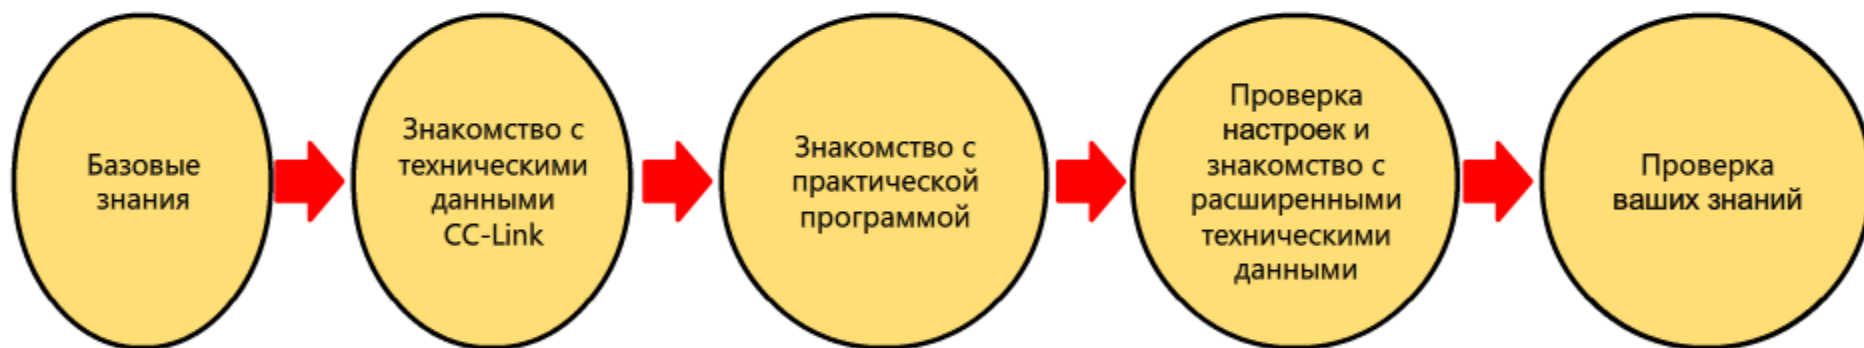 Базовые
знания
Знакомство с
техническими
данными
CC-Link
Знакомство с
практической
программой
Проверка
настроек и
знакомство с
расширенными
техническими
данными
Проверка
ваших знаний